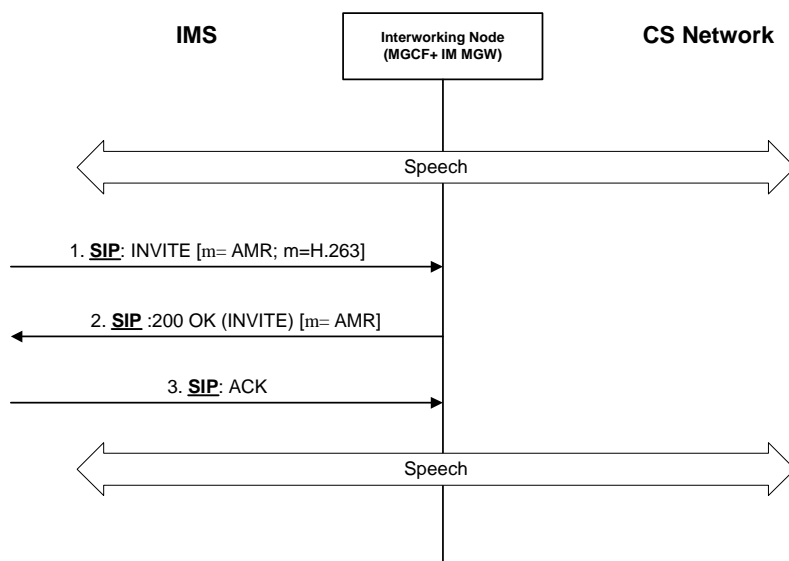 IMS
Interworking Node
(MGCF+ IM MGW)
CS Network
Speech
1. SIP: INVITE [m= AMR; m=H.263]
2. SIP :200 OK (INVITE) [m= AMR]
3. SIP: ACK
Speech